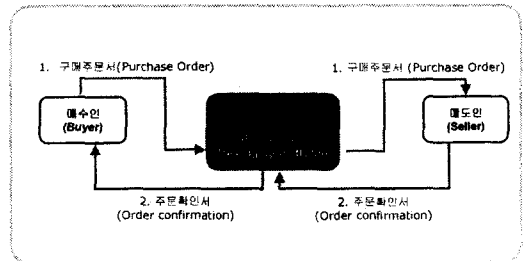 1. 구매주문서(Purchase Order)
1. 구매주문서 (Purchase Order)
매수인
(Buyer)
매도인
(Seller)
2. 주문확인서
(Order confirmation)
2. 주문확인서
(Order confirmation)